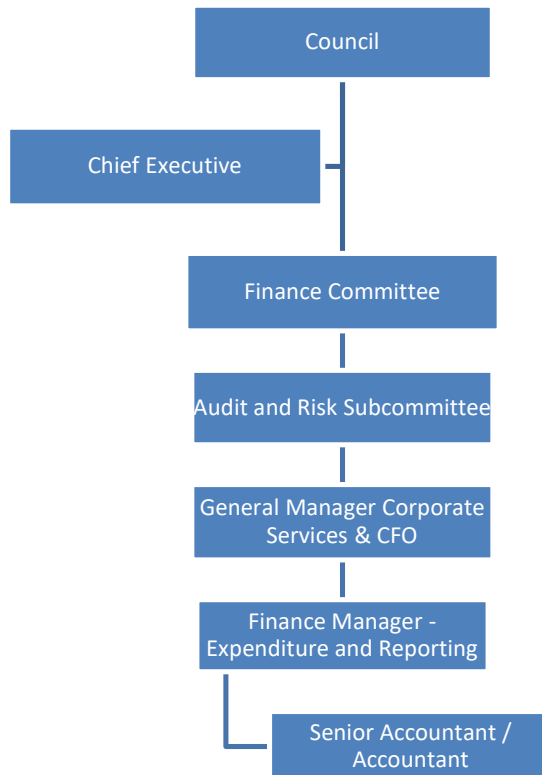 Council
Chief Executive
Finance Committee
Audit and Risk Subcommittee
General Manager Corporate
Services & CFO
Finance Manager -
Expenditure and Reporting
Senior Accountant /
Accountant